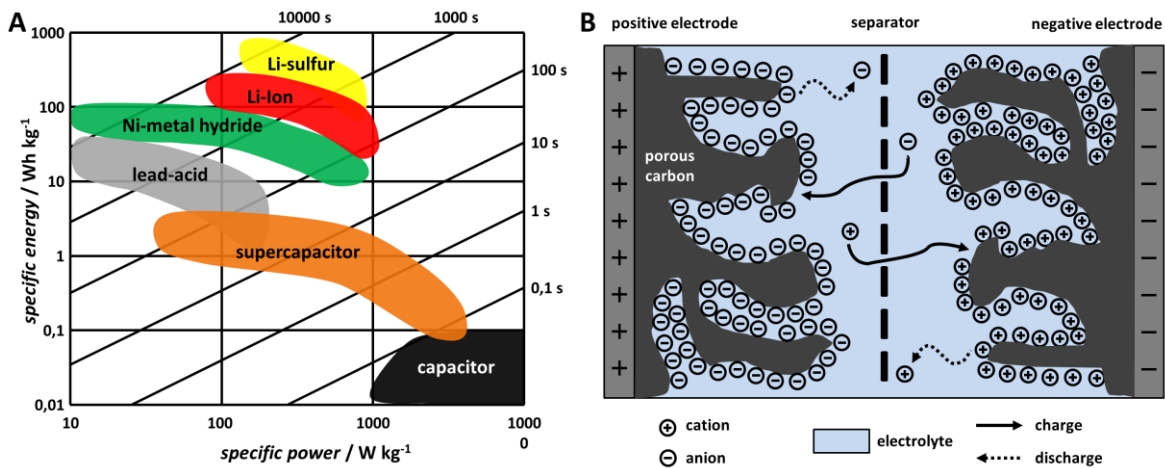 A
10000 s
1000 s
1000
100
10
1
0,1
0,01
specific energy / Wh kg-1
Li-sulfur
Li-Ion
Ni-metal hydride
lead-acid
supercapacitor
capacitor
100 s
10 s
1 s
0,1 s
10
100
1000
1000
0
specific power / W kg-1
B
positive electrode
separator
negative electrode
porous
carbon
cation
anion
electrolyte
charge
discharge